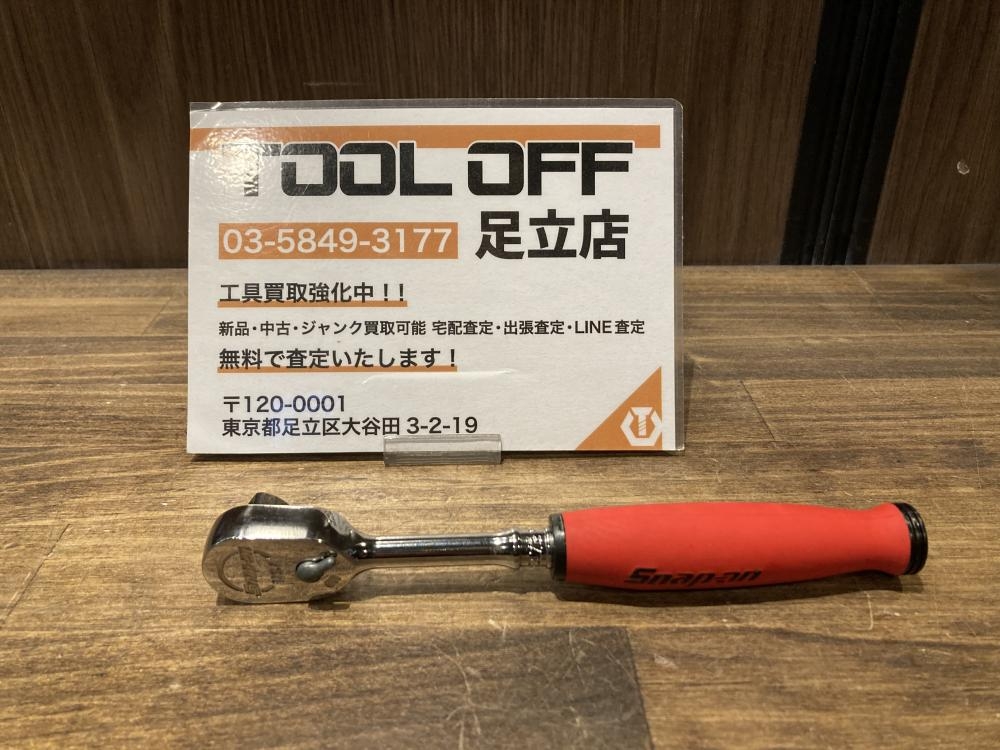 TOOL OFF
03-5849-3177 足立店
工具買取強化中!!
新品・中古・ジャンク買取可能 宅配査定・出張査定・LINE査定
無料で査定いたします!
〒120-0001
東京都足立区大谷田 3-2-19
Snap-on